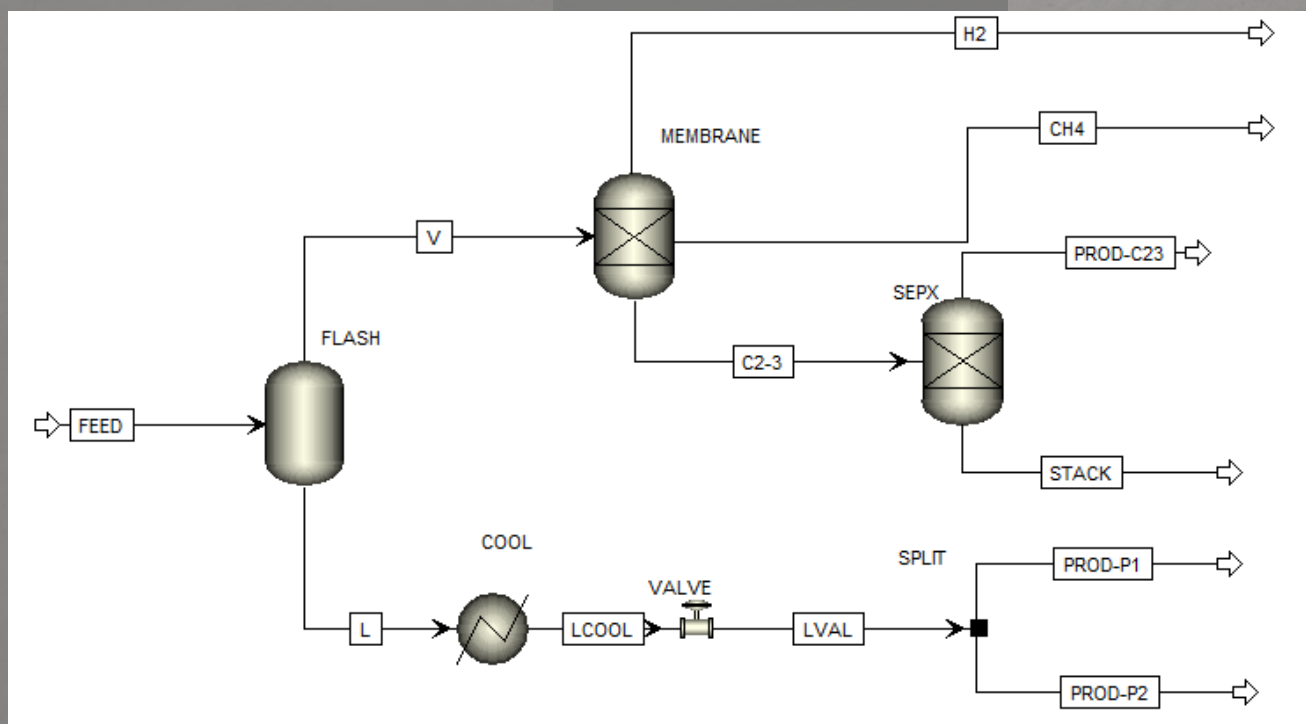 H2
CH4
MEMBRANE
V
PROD-C23
SEPX
FLASH
C2-3
FEED
STACK
COOL
SPLIT
PROD-P1
VALVE
L
LCOOL
LVAL
PROD-P2